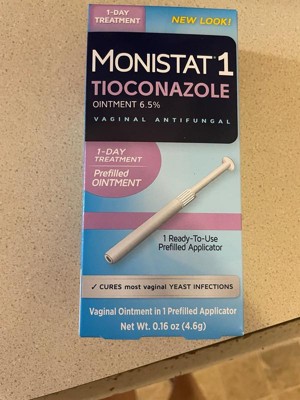 1-DAY
TREATMENT
NEW LOOK!
MONISTAT 1
TIOCONAZOLE
OINTMENT 6.5%
VAGINAL ANTIFUNGAL
1-DAY
TREATMENT
Prefilled
OINTMENT
1 Ready-To-Use
Prefilled Applicator
✓ CURES most vaginal YEAST INFECTIONS
Vaginal Ointment in 1 Prefilled Applicator
Net Wt. 0.16 oz (4.6g)